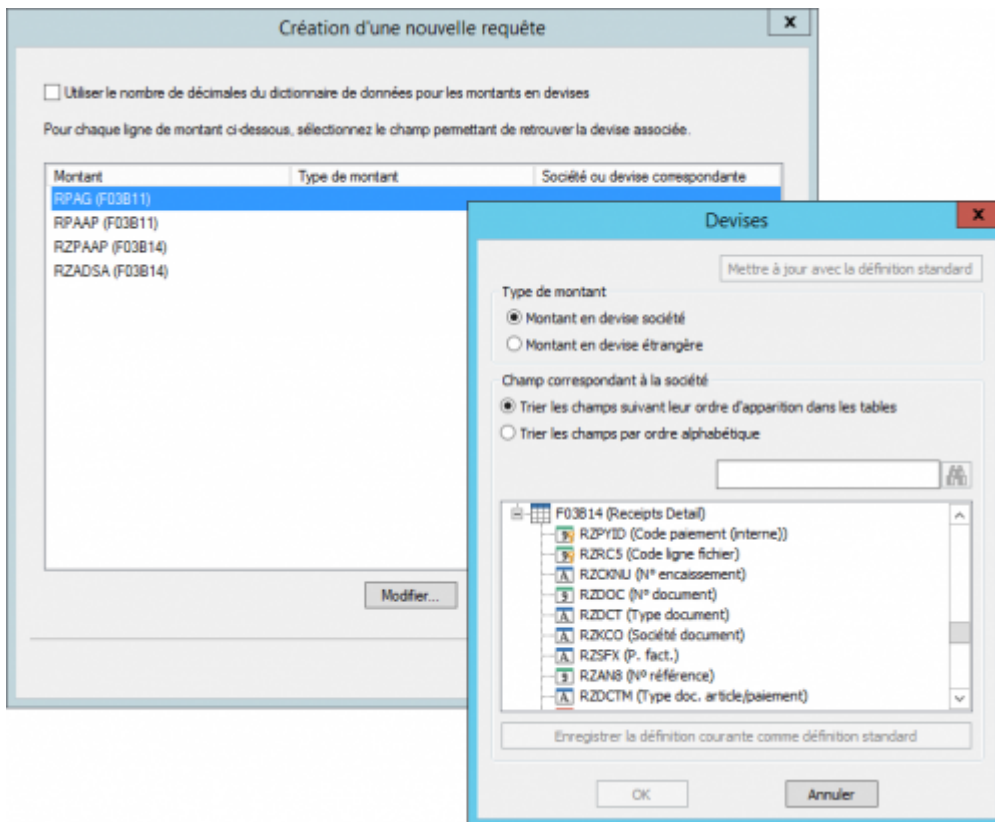 Création d'une nouvelle requête
x
Utiliser le nombre de décimales du dictionnaire de données pour les montants en devises
Pour chaque ligne de montant ci-dessous, sélectionnez le champ permettant de retrouver la devise associée.
Montant Type de montant Société ou devise correspondante
RPAG (F03B11)
RPAAP (F03B11)
RZPAAP (F03B14)
RZADSA (F03B14)
Modifier...
Devises
x
Mettre à jour avec la définition standard
Type de montant
Montant en devise société
Montant en devise étrangère
Champ correspondant à la société
Trier les champs suivant leur ordre d'apparition dans les tables
Trier les champs par ordre alphabétique
F03B14 (Receipts Detail)
9 RZPYID (Code paiement (interne))
9 RZRC5 (Code ligne fichier)
A RZCKNU (N° encaissement)
9 RZDOC (N° document)
A RZDCT (Type document)
A RZKCO (Société document)
A RZSFX (P. fact.)
9 RZAN8 (Nº référence)
A RZDCTM (Type doc. article/paiement)
Enregistrer la définition courante comme définition standard
OK Annuler